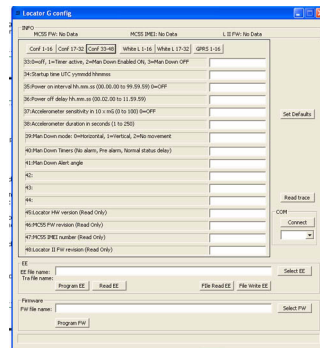 Locator G config
INFO
MC55 FW: No Data MC55 IMEI: No Data L II FW: No Data
Conf 1-16 Conf 17-32 Conf 33-48 White L 1-16 White L 17-32 GPRS 1-16
33:0=off, 1=Timer active, 2=Man Down Enabled ON, 3=Man Down OFF
34:Startup time UTC yymmdd hhmmss
35:Power on interval hh.mm.ss (00.00.00 to 99.59.59) 0=OFF
36:Power off delay hh.mm.ss (00.02.00 to 11.59.59)
37:Accelerometer sensitivity in 10 x mG (0 to 100) 0=OFF
38:Accelerometer duration in seconds (1 to 250)
39:Man Down mode: 0=Horizontal, 1=Vertical, 2=No movement
40:Man Down Timers (No alarm, Pre alarm, Normal status delay)
41:Man Down Alert angle
42:
43:
44:
45:Locator HW version (Read Only)
46:MC55 FW revision (Read Only)
47:MC55 IMEI number (Read Only)
48:Locator II FW revision (Read Only)
Set Defaults
Read trace
COM
Connect
EE
EE file name:
Select EE
Tra file name:
Program EE Read EE File Read EE File Write EE
Firmware
FW file name:
Select FW
Program FW